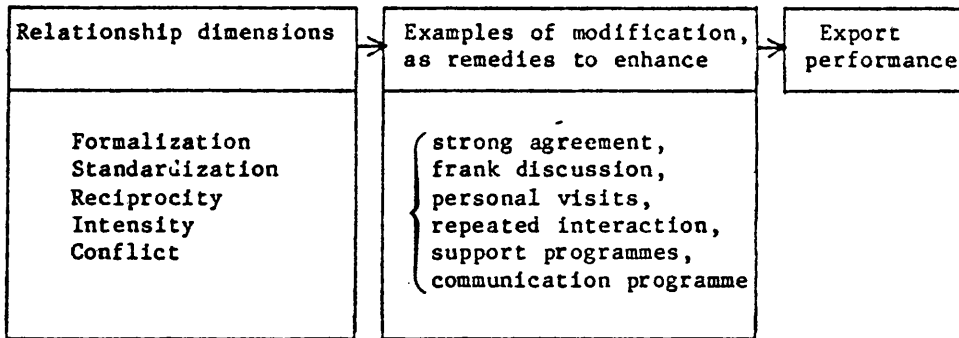 Relationship dimensions
Examples of modification,
as remedies to enhance
Export
performance
Formalization
Standardization
Reciprocity
Intensity
Conflict
strong agreement,
frank discussion,
personal visits,
repeated interaction,
support programmes,
communication programme